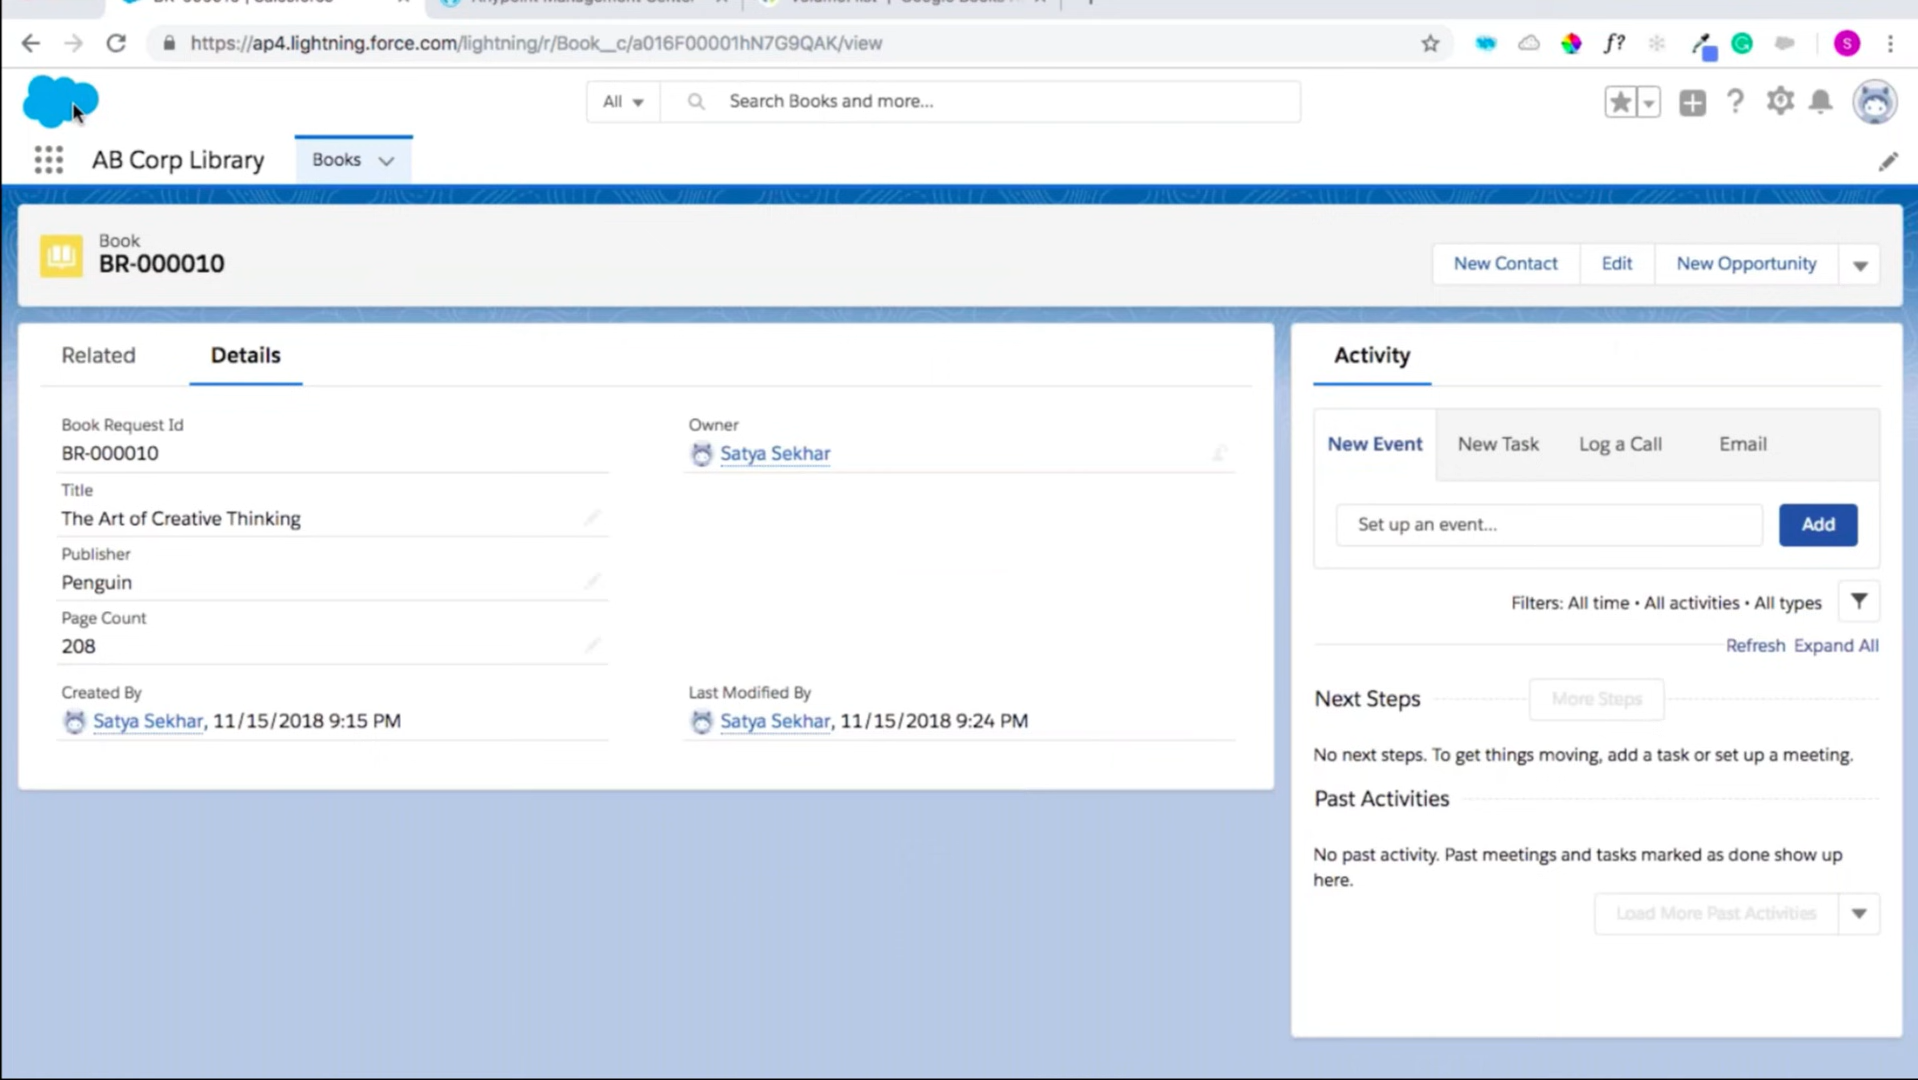 https://ap4.lightning.force.com/lightning/r/Book__c/a016F00001hN7G9QAK/view
f?
S
All
Search Books and more...
AB Corp Library
Books
Book
BR-000010
New Contact
Edit
New Opportunity
Related
Details
Activity
Book Request Id
BR-000010
Owner
Satya Sekhar
Title
The Art of Creative Thinking
Publisher
Penguin
Page Count
208
Created By
Satya Sekhar, 11/15/2018 9:15 PM
Last Modified By
Satya Sekhar, 11/15/2018 9:24 PM
New Event
New Task
Log a Call
Email
Set up an event...
Add
Filters: All time • All activities • All types
Refresh
Expand All
Next Steps
More Steps
No next steps. To get things moving, add a task or set up a meeting.
Past Activities
No past activity. Past meetings and tasks marked as done show up
here.
Load More Past Activities